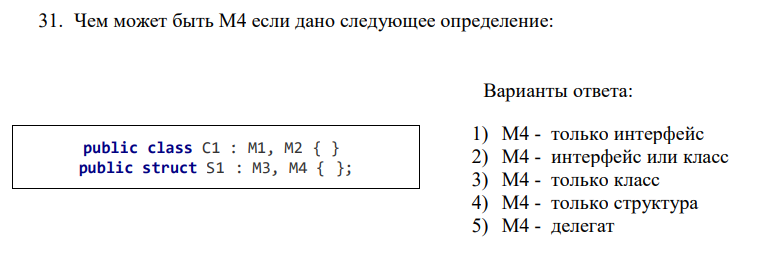 31. Чем может быть M4 если дано следующее определение:
Варианты ответа:
public class C1 : M1, M2 { }
public struct S1 : M3, M4 { };
1) M4 - только интерфейс
2) M4 - интерфейс или класс
3) M4 - только класс
4) M4 - только структура
5) M4 - делегат